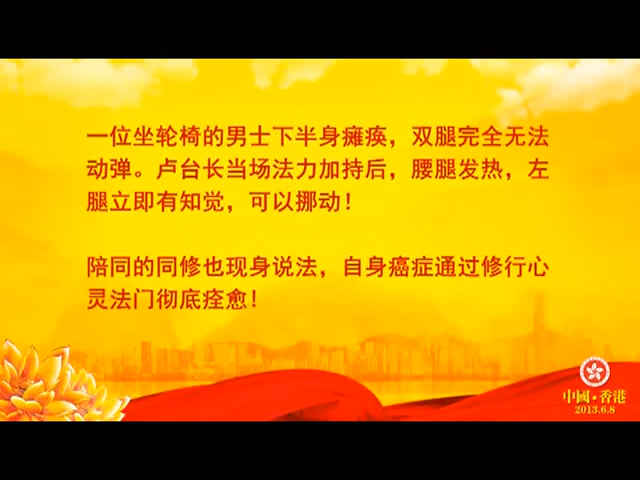 一位坐轮椅的男士下半身瘫痪，双腿完全无法
动弹。卢台长当场法力加持后，腰腿发热，左
腿立即有知觉，可以挪动！
陪同的同修也现身说法，自身癌症通过修行心
灵法门彻底痊愈！
中國·香港
2013.6.8